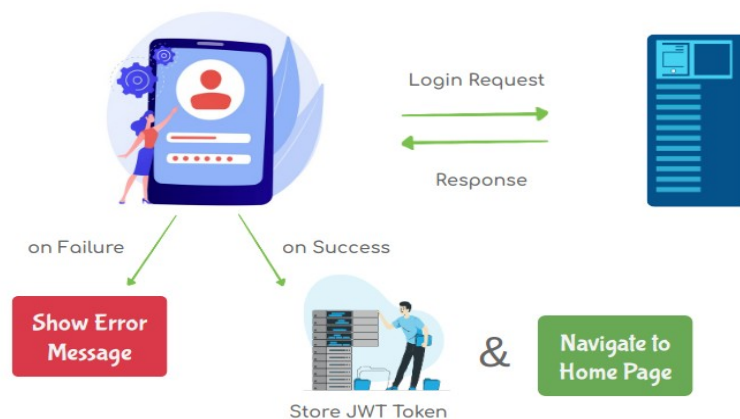 Login Request
Response
on Failure
on Success
Show Error
Message
&
Navigate to
Home Page
Store JWT Token